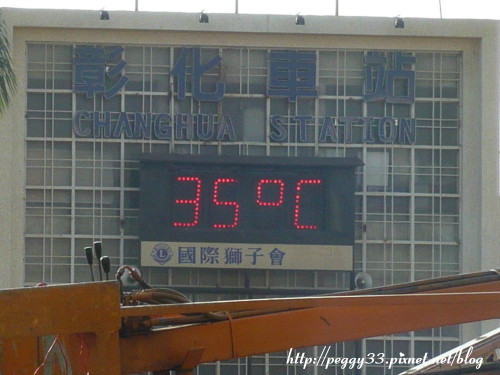 彰化車站
CHANGHUA STATION
35°C
L 國際獅子會
http://peggy33.pixnet.net/blog